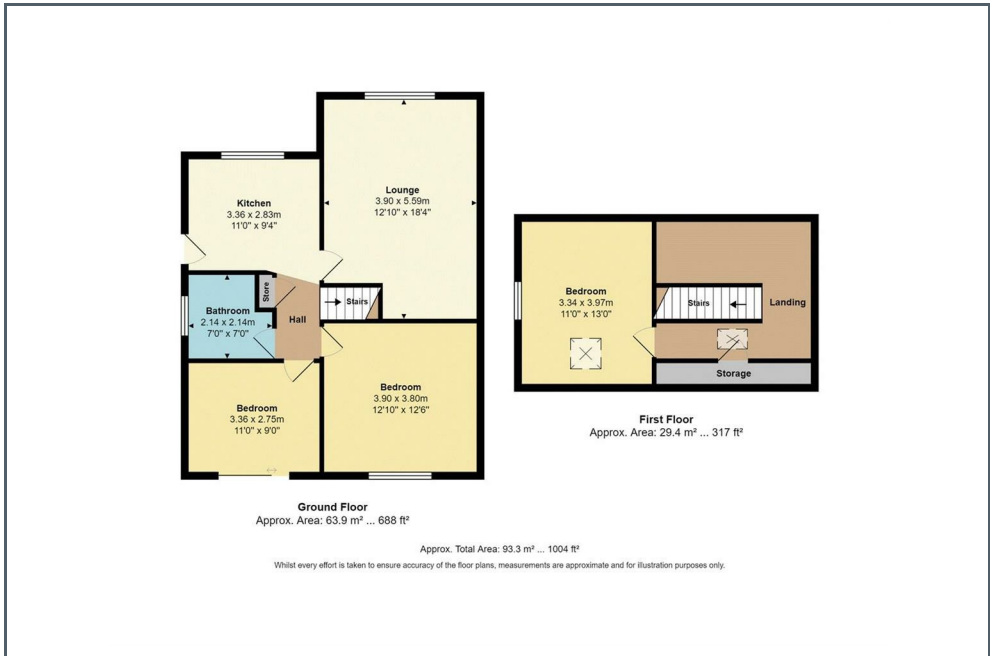 Lounge
3.90 x 5.59m
12'10" x 18'4"
Kitchen
3.36 x 2.83m
11'0" x 9'4"
Store
Stairs
Bathroom
2.14 x 2.14m
7'0" x 7'0"
Hall
Bedroom
3.90 x 3.80m
12'10" x 12'6"
Bedroom
3.36 x 2.75m
11'0" x 9'0"
Ground Floor
Approx. Area: 63.9 m² ... 688 ft²
Bedroom
3.34 x 3.97m
11'0" x 13'0"
Stairs
Landing
Storage
First Floor
Approx. Area: 29.4 m² ... 317 ft²
Approx. Total Area: 93.3 m² ... 1004 ft²
Whilst every effort is taken to ensure accuracy of the floor plans, measurements are approximate and for illustration purposes only.